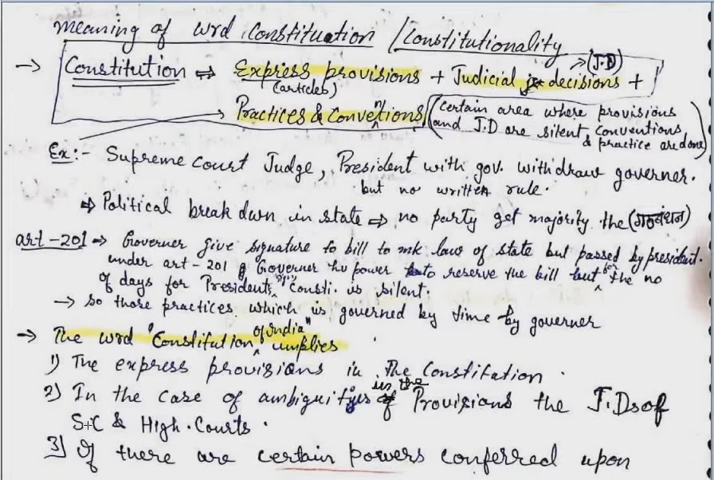 meaning of wrd constituation / Constitutionality
→ Constitution ⇔ Express provisions + Judicial decisions + → (J.D)
(articles)
→ Practices & Conventions (certain area where provisions
and J.D are silent, conventions
& practice are done)
Ex:- Supreme court Judge, President with gov. withdraw governer.
but no written rule.
⇒ Political break down in state ⇒ no party get majority the (गठबंधन)
art-201 ⇒ Governer give signature to bill to mk law of state but passed by president.
under art-201 Governer hv power to reserve the bill but for the no
of days for Presidents, consti. is silent.
→ so those practices which is governed by time by governer
→ The wrd "Constitution of India" implies
1) The express provisions in The Constitution.
2) In the case of ambiguities in the Provisions the J.Ds of
S.C & High.Courts.
3) If there are certain powers conferred upon